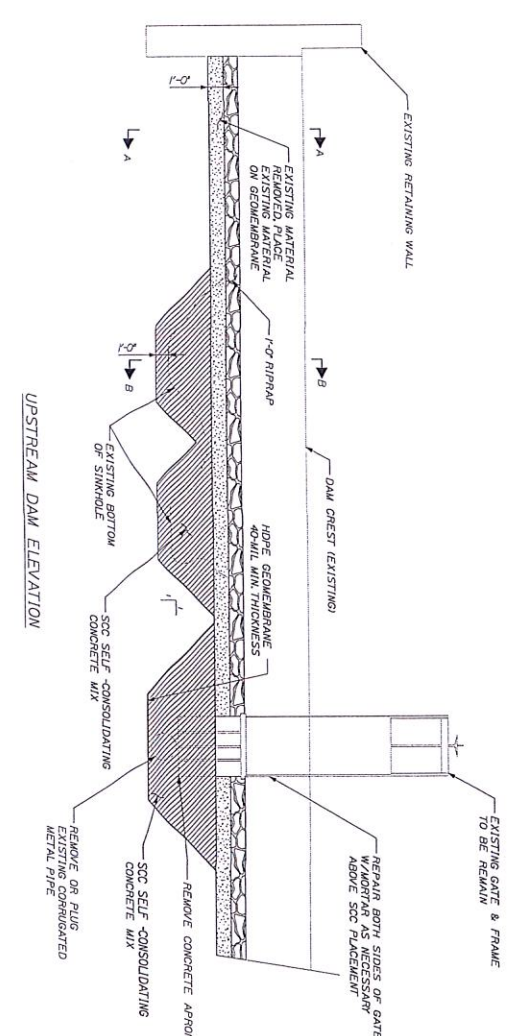 EXISTING RETAINING WALL
1'-0"
A
A
EXISTING MATERIAL
REMOVED, PLACE
EXISTING MATERIAL
ON GEOMEMBRANE
1'-0" RIPRAP
1'-0"
B
B
DAM CREST (EXISTING)
EXISTING BOTTOM
OF SINKHOLE
SCC SELF -CONSOLIDATING
CONCRETE MIX
HDPE GEOMEMBRANE
40-MIL MIN. THICKNESS
1
EXISTING GATE & FRAME
TO BE REMAIN
REPAIR BOTH SIDES OF GATE
W/MORTAR AS NECESSARY
ABOVE SCC PLACEMENT
REMOVE CONCRETE APRON
SCC SELF -CONSOLIDATING
CONCRETE MIX
REMOVE OR PLUG
EXISTING CORRUGATED
METAL PIPE
UPSTREAM DAM ELEVATION